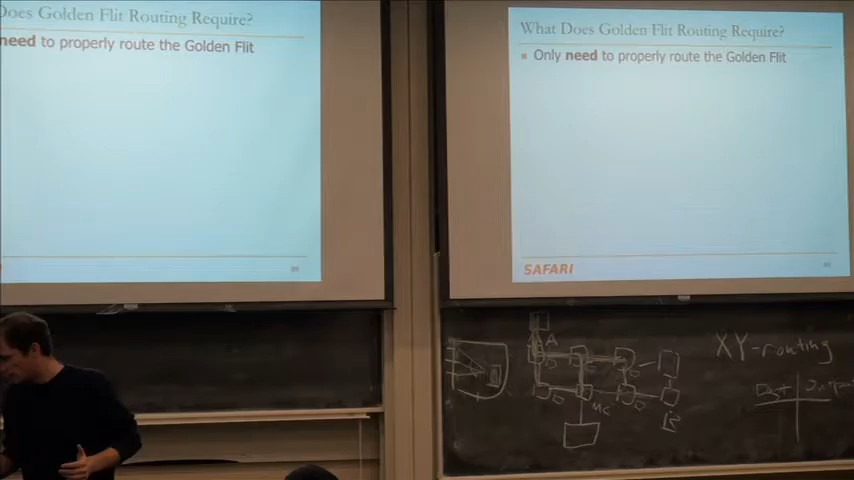 Does Golden Flit Routing Require?
need to properly route the Golden Flit
What Does Golden Flit Routing Require?
Only need to properly route the Golden Flit
SAFARI
A
XY-routing
MC